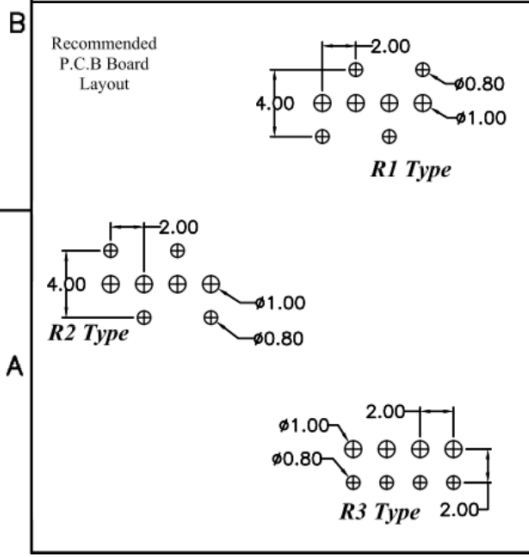 B
Recommended
P.C.B Board
Layout
2.00
ø0.80
4.00
ø1.00
R1 Type
2.00
4.00
ø1.00
R2 Type
ø0.80
A
2.00
ø1.00
ø0.80
R3 Type
2.00